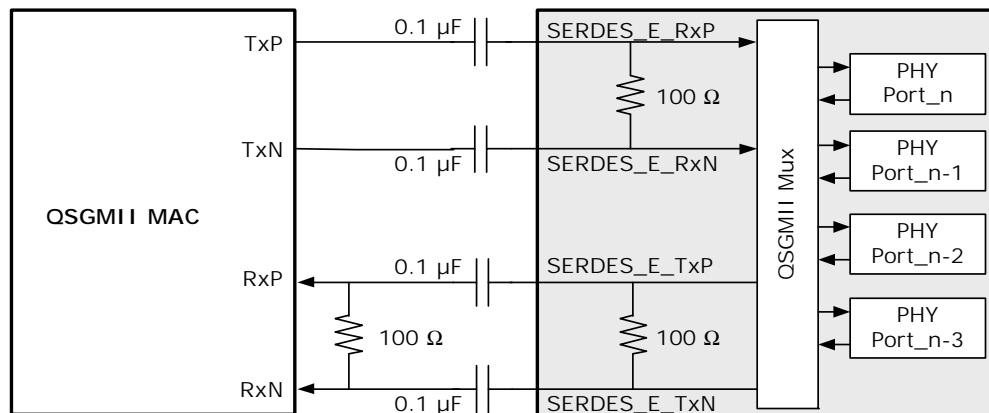 0.1 µF
SERDES_E_RxP
TxP
100 Ω
TxN
0.1 µF
SERDES_E_RxN
QSGMII MAC
0.1 µF
SERDES_E_TxP
RxP
100 Ω
100 Ω
RxN
0.1 µF
SERDES_E_TxN
QSGMII Mux
PHY
Port_n
PHY
Port_n-1
PHY
Port_n-2
PHY
Port_n-3